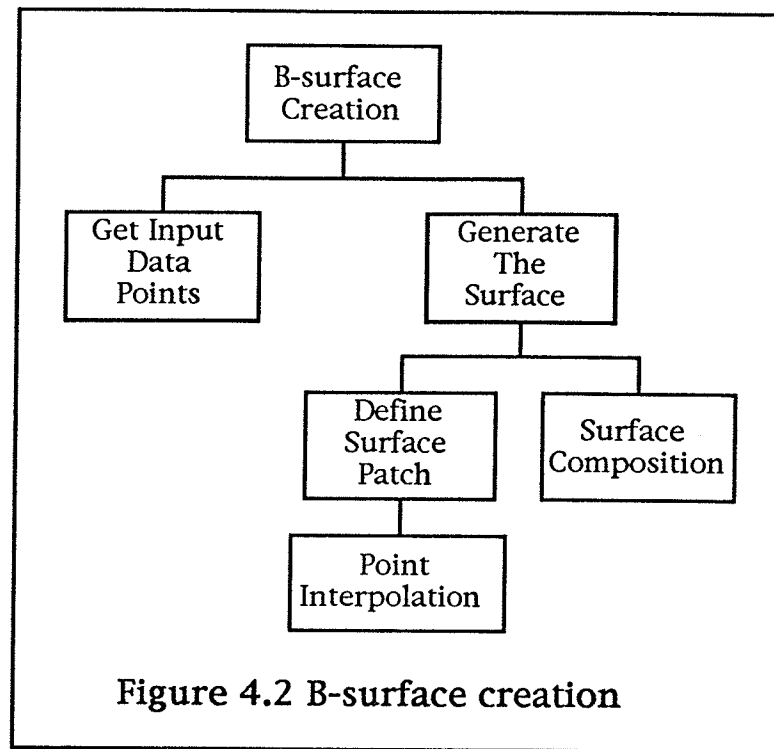 B-surface
Creation
Get Input
Data
Points
Generate
The
Surface
Define
Surface
Patch
Surface
Composition
Point
Interpolation
Figure 4.2 B-surface creation